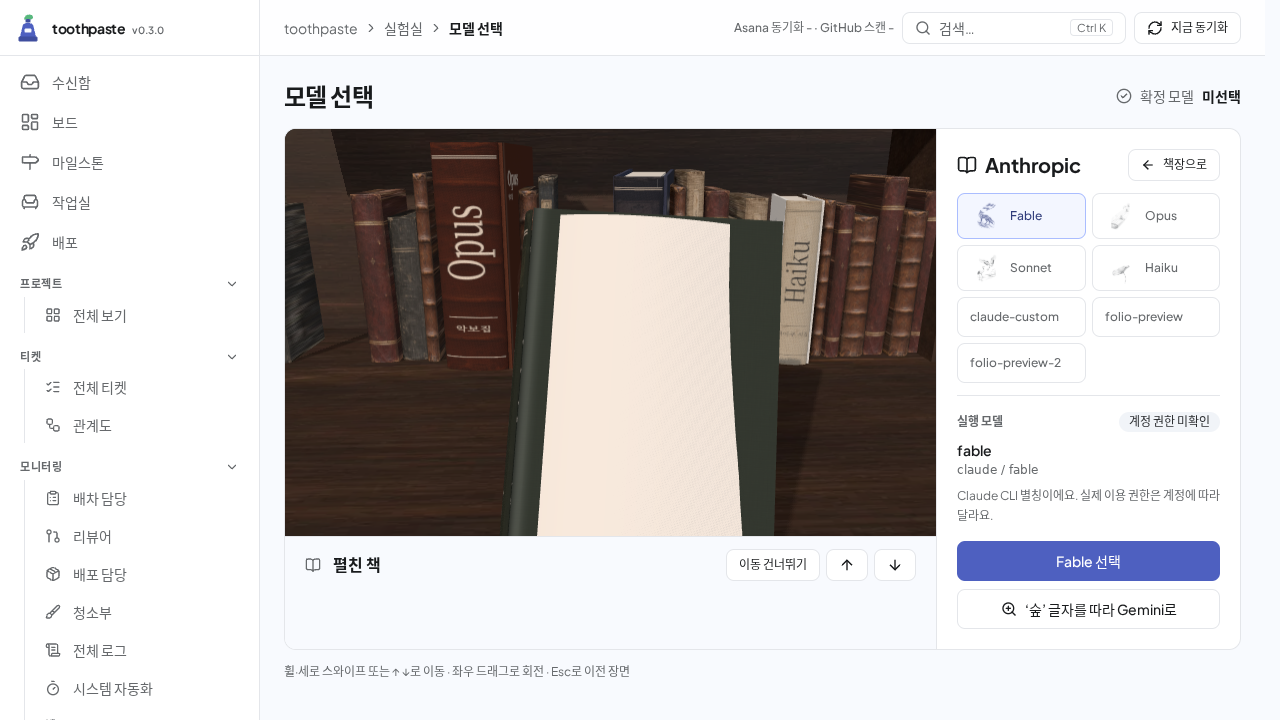 toothpaste v0.3.0
수신함
보드
마일스톤
작업실
배포
프로젝트
전체 보기
티켓
전체 티켓
관계도
모니터링
배차 담당
리뷰어
배포 담당
청소부
전체 로그
시스템 자동화
toothpaste > 실험실 > 모델 선택
Asana 동기화 - · GitHub 스캔 -
검색...
Ctrl K
지금 동기화
모델 선택
확정 모델 미선택
Opus
악보집
Opus
Haiku
펼친 책
이동 건너뛰기
휠·세로 스와이프 또는 ↑ ↓로 이동 · 좌우 드래그로 회전 · Esc로 이전 장면
Anthropic
책장으로
Fable
Opus
Sonnet
Haiku
claude-custom
folio-preview
folio-preview-2
실행 모델
계정 권한 미확인
fable
claude / fable
Claude CLI 별칭이에요. 실제 이용 권한은 계정에 따라
달라요.
Fable 선택
‘숲’ 글자를 따라 Gemini로